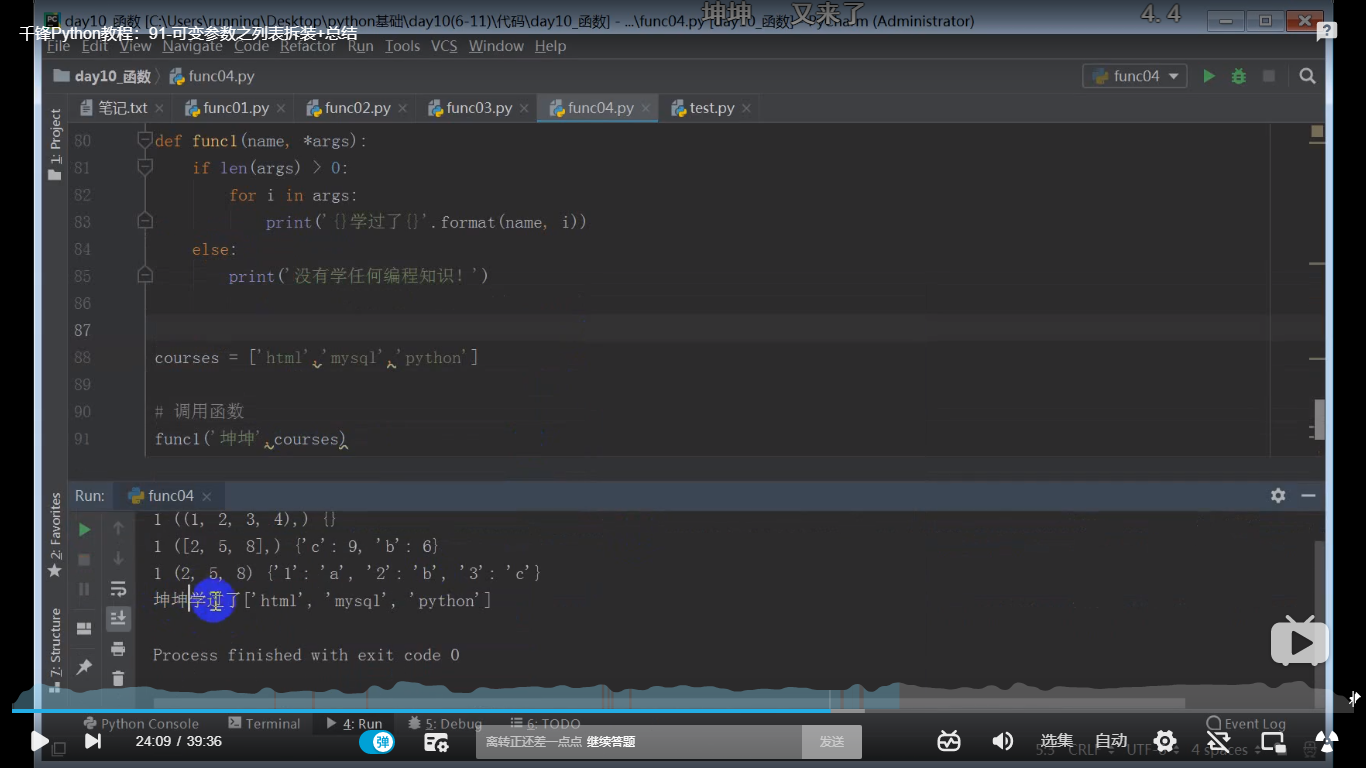 day10_函数 [C:\Users\running\Desktop\python基础\day10(6-11)\代码\day10_函数] - ...\func04.py [day10_函数] - PyCharm (Administrator)
坤坤 又来了
4.4
千锋Python教程：91-可变参数之列表拆装+总结
File Edit View Navigate Code Refactor Run Tools VCS Window Help
day10_函数 func04.py
func04
笔记.txt func01.py func02.py func03.py func04.py test.py
1: Project
80 def func1(name, *args):
81 if len(args) > 0:
82 for i in args:
83 print('{}学过了{}'.format(name, i))
84 else:
85 print('没有学任何编程知识！')
86
87
88 courses = ['html','mysql','python']
89
90 # 调用函数
91 func1('坤坤',courses)
Run: func04
2: Favorites
7: Structure
1 ((1, 2, 3, 4),) {}
1 ([2, 5, 8],) {'c': 9, 'b': 6}
1 (2, 5, 8) {'1': 'a', '2': 'b', '3': 'c'}
坤坤学过了['html', 'mysql', 'python']
Process finished with exit code 0
Python Console Terminal 4: Run 5: Debug 6: TODO Event Log
24:09 / 39:36
弹
离转正还差一点点 继续答题
发送
选集
自动
5:5 CRLF UTF-8 4 spaces